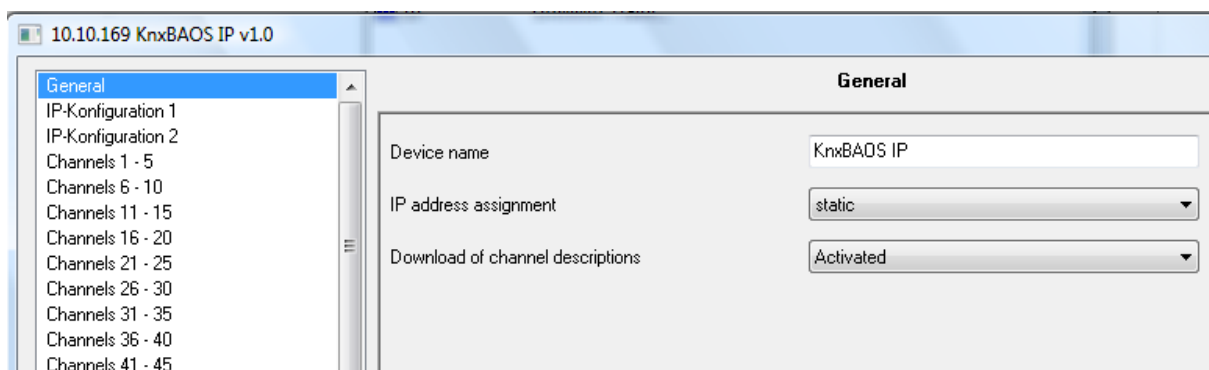 10.10.169 KnxBAOS IP v1.0
General
IP-Konfiguration 1
IP-Konfiguration 2
Channels 1 - 5
Channels 6 - 10
Channels 11 - 15
Channels 16 - 20
Channels 21 - 25
Channels 26 - 30
Channels 31 - 35
Channels 36 - 40
Channels 41 - 45
General
Device name KnxBAOS IP
IP address assignment static
Download of channel descriptions Activated